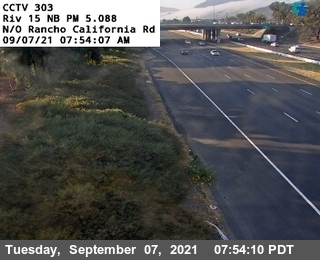 CCTV 303
Riv 15 NB PM 5.088
N/O Rancho California Rd
09/07/21 07:54:07 AM
Tuesday, September 07, 2021 07:54:10 PDT